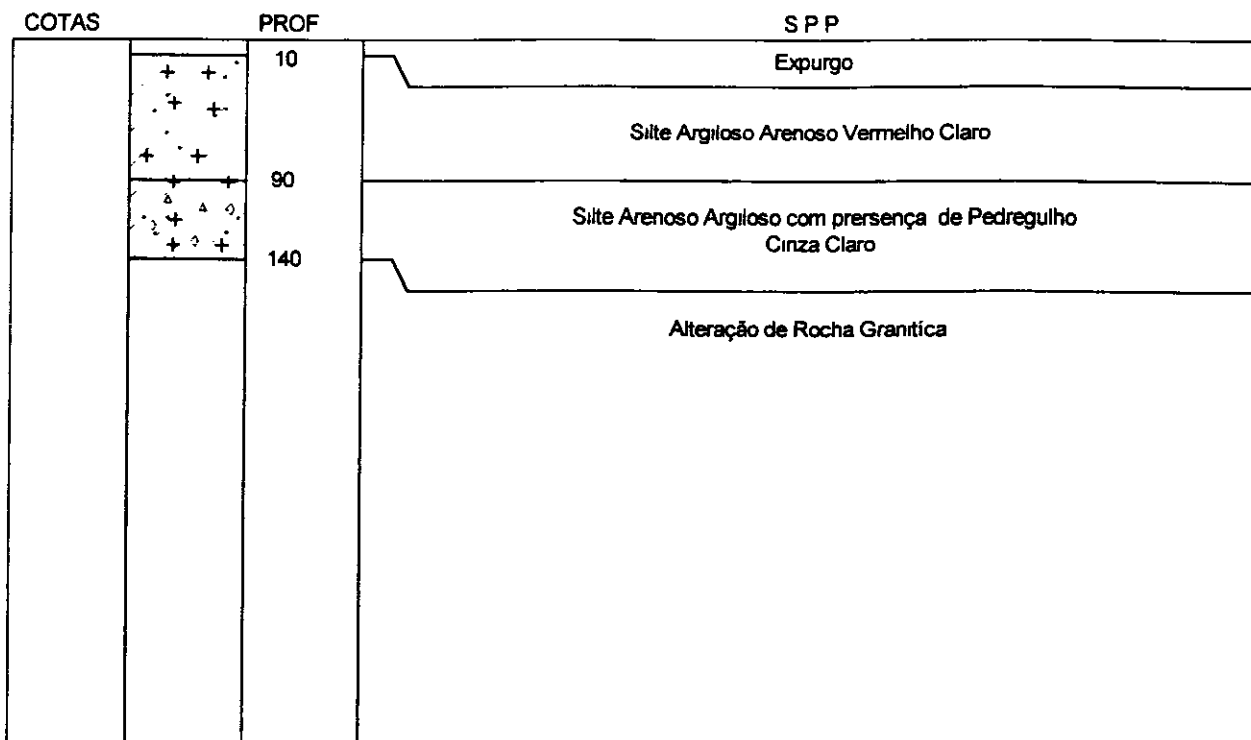 COTAS PROF S P P
10 Expurgo
Silte Argiloso Arenoso Vermelho Claro
90
Silte Arenoso Argiloso com prersença de Pedregulho
Cinza Claro
140
Alteração de Rocha Granítica